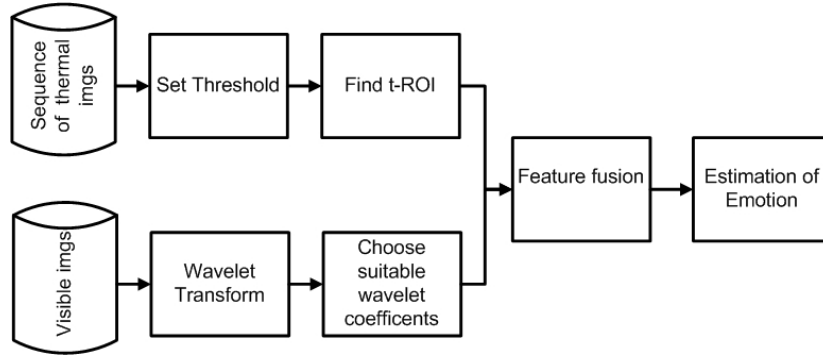 Sequence
of thermal
imgs
Set Threshold
Find t-ROI
Feature fusion
Estimation of
Emotion
Visible imgs
Wavelet
Transform
Choose
suitable
wavelet
coefficents